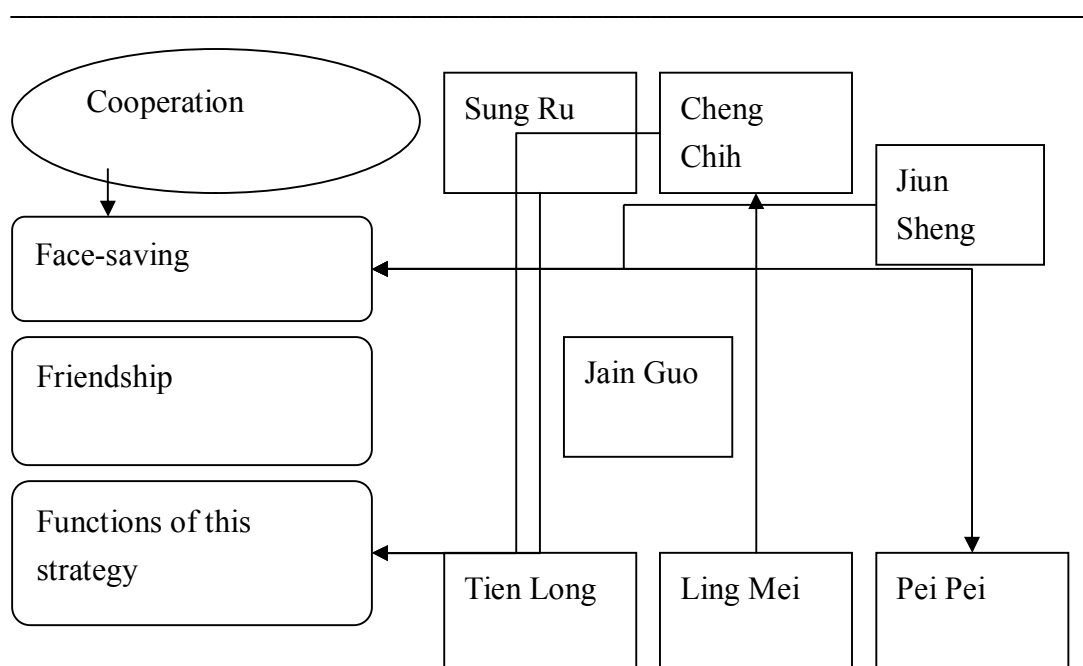 Cooperation
Sung Ru
Cheng
Chih
Jiun
Sheng
Face-saving
Friendship
Jain Guo
Functions of this
strategy
Tien Long
Ling Mei
Pei Pei